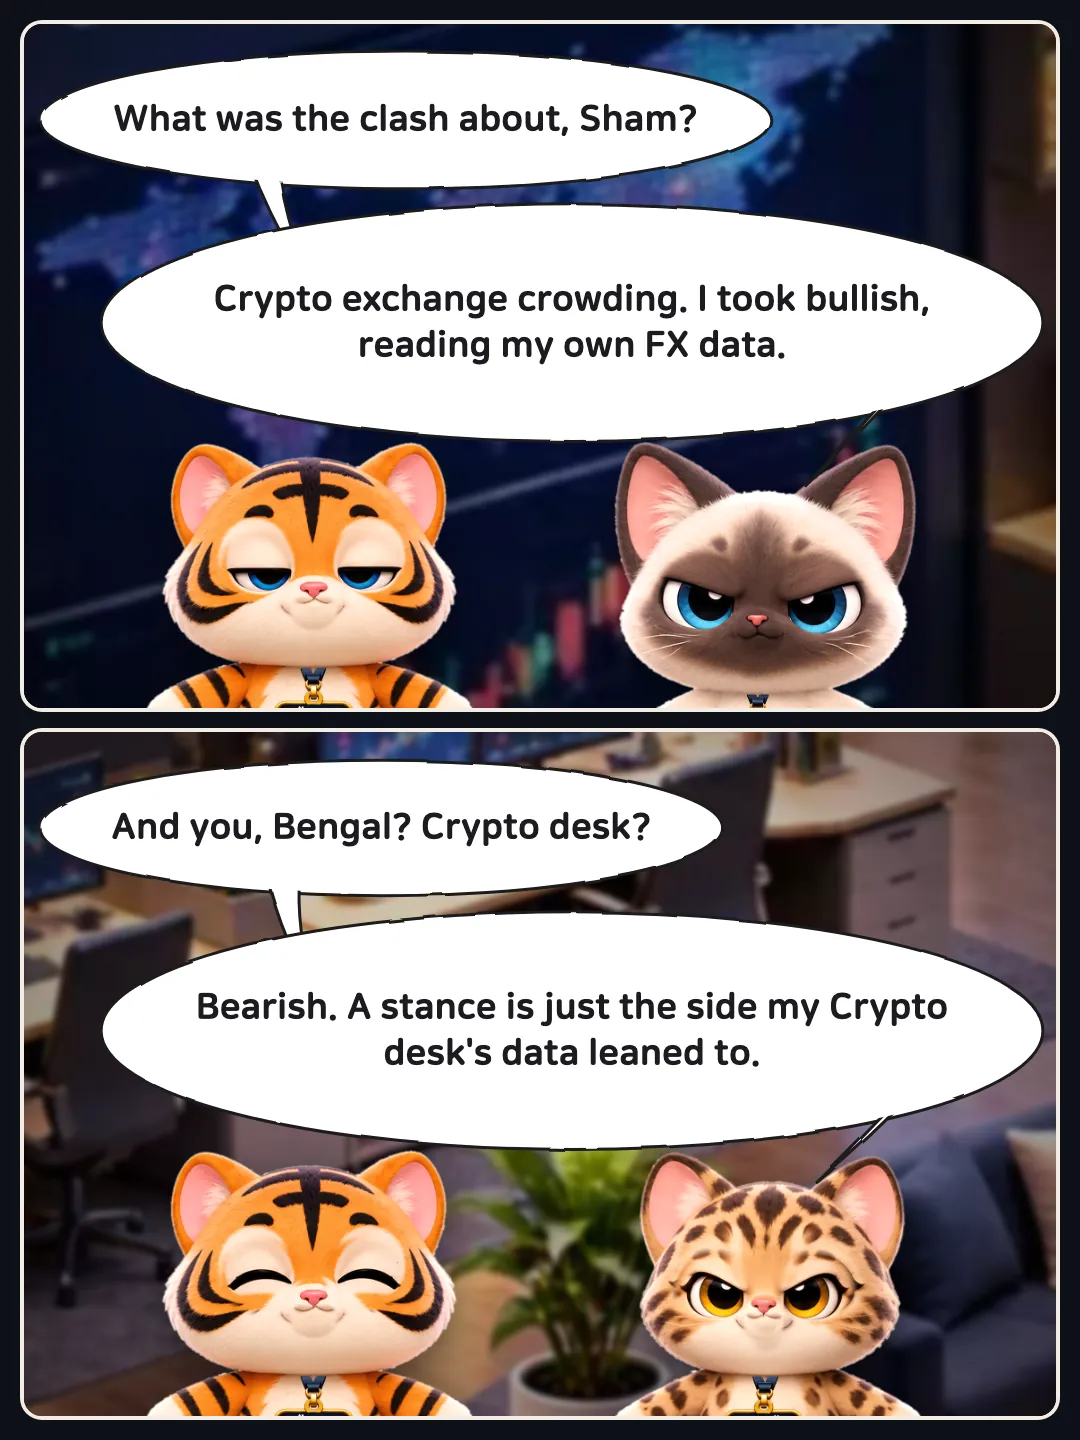 What was the clash about, Sham?
Crypto exchange crowding. I took bullish,
reading my own FX data.
And you, Bengal? Crypto desk?
Bearish. A stance is just the side my Crypto
desk's data leaned to.